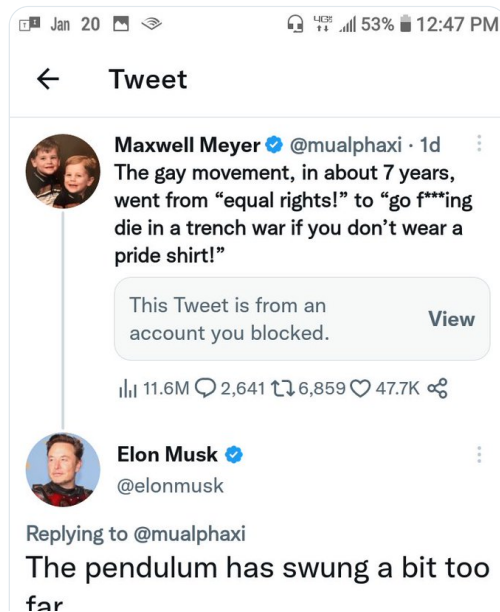 Jan 20 4G 53% 12:47 PM
Tweet
Maxwell Meyer @mualphaxi · 1d
The gay movement, in about 7 years,
went from “equal rights!” to “go f***ing
die in a trench war if you don’t wear a
pride shirt!”
This Tweet is from an
account you blocked.
View
11.6M 2,641 6,859 47.7K
Elon Musk
@elonmusk
Replying to @mualphaxi
The pendulum has swung a bit too
far